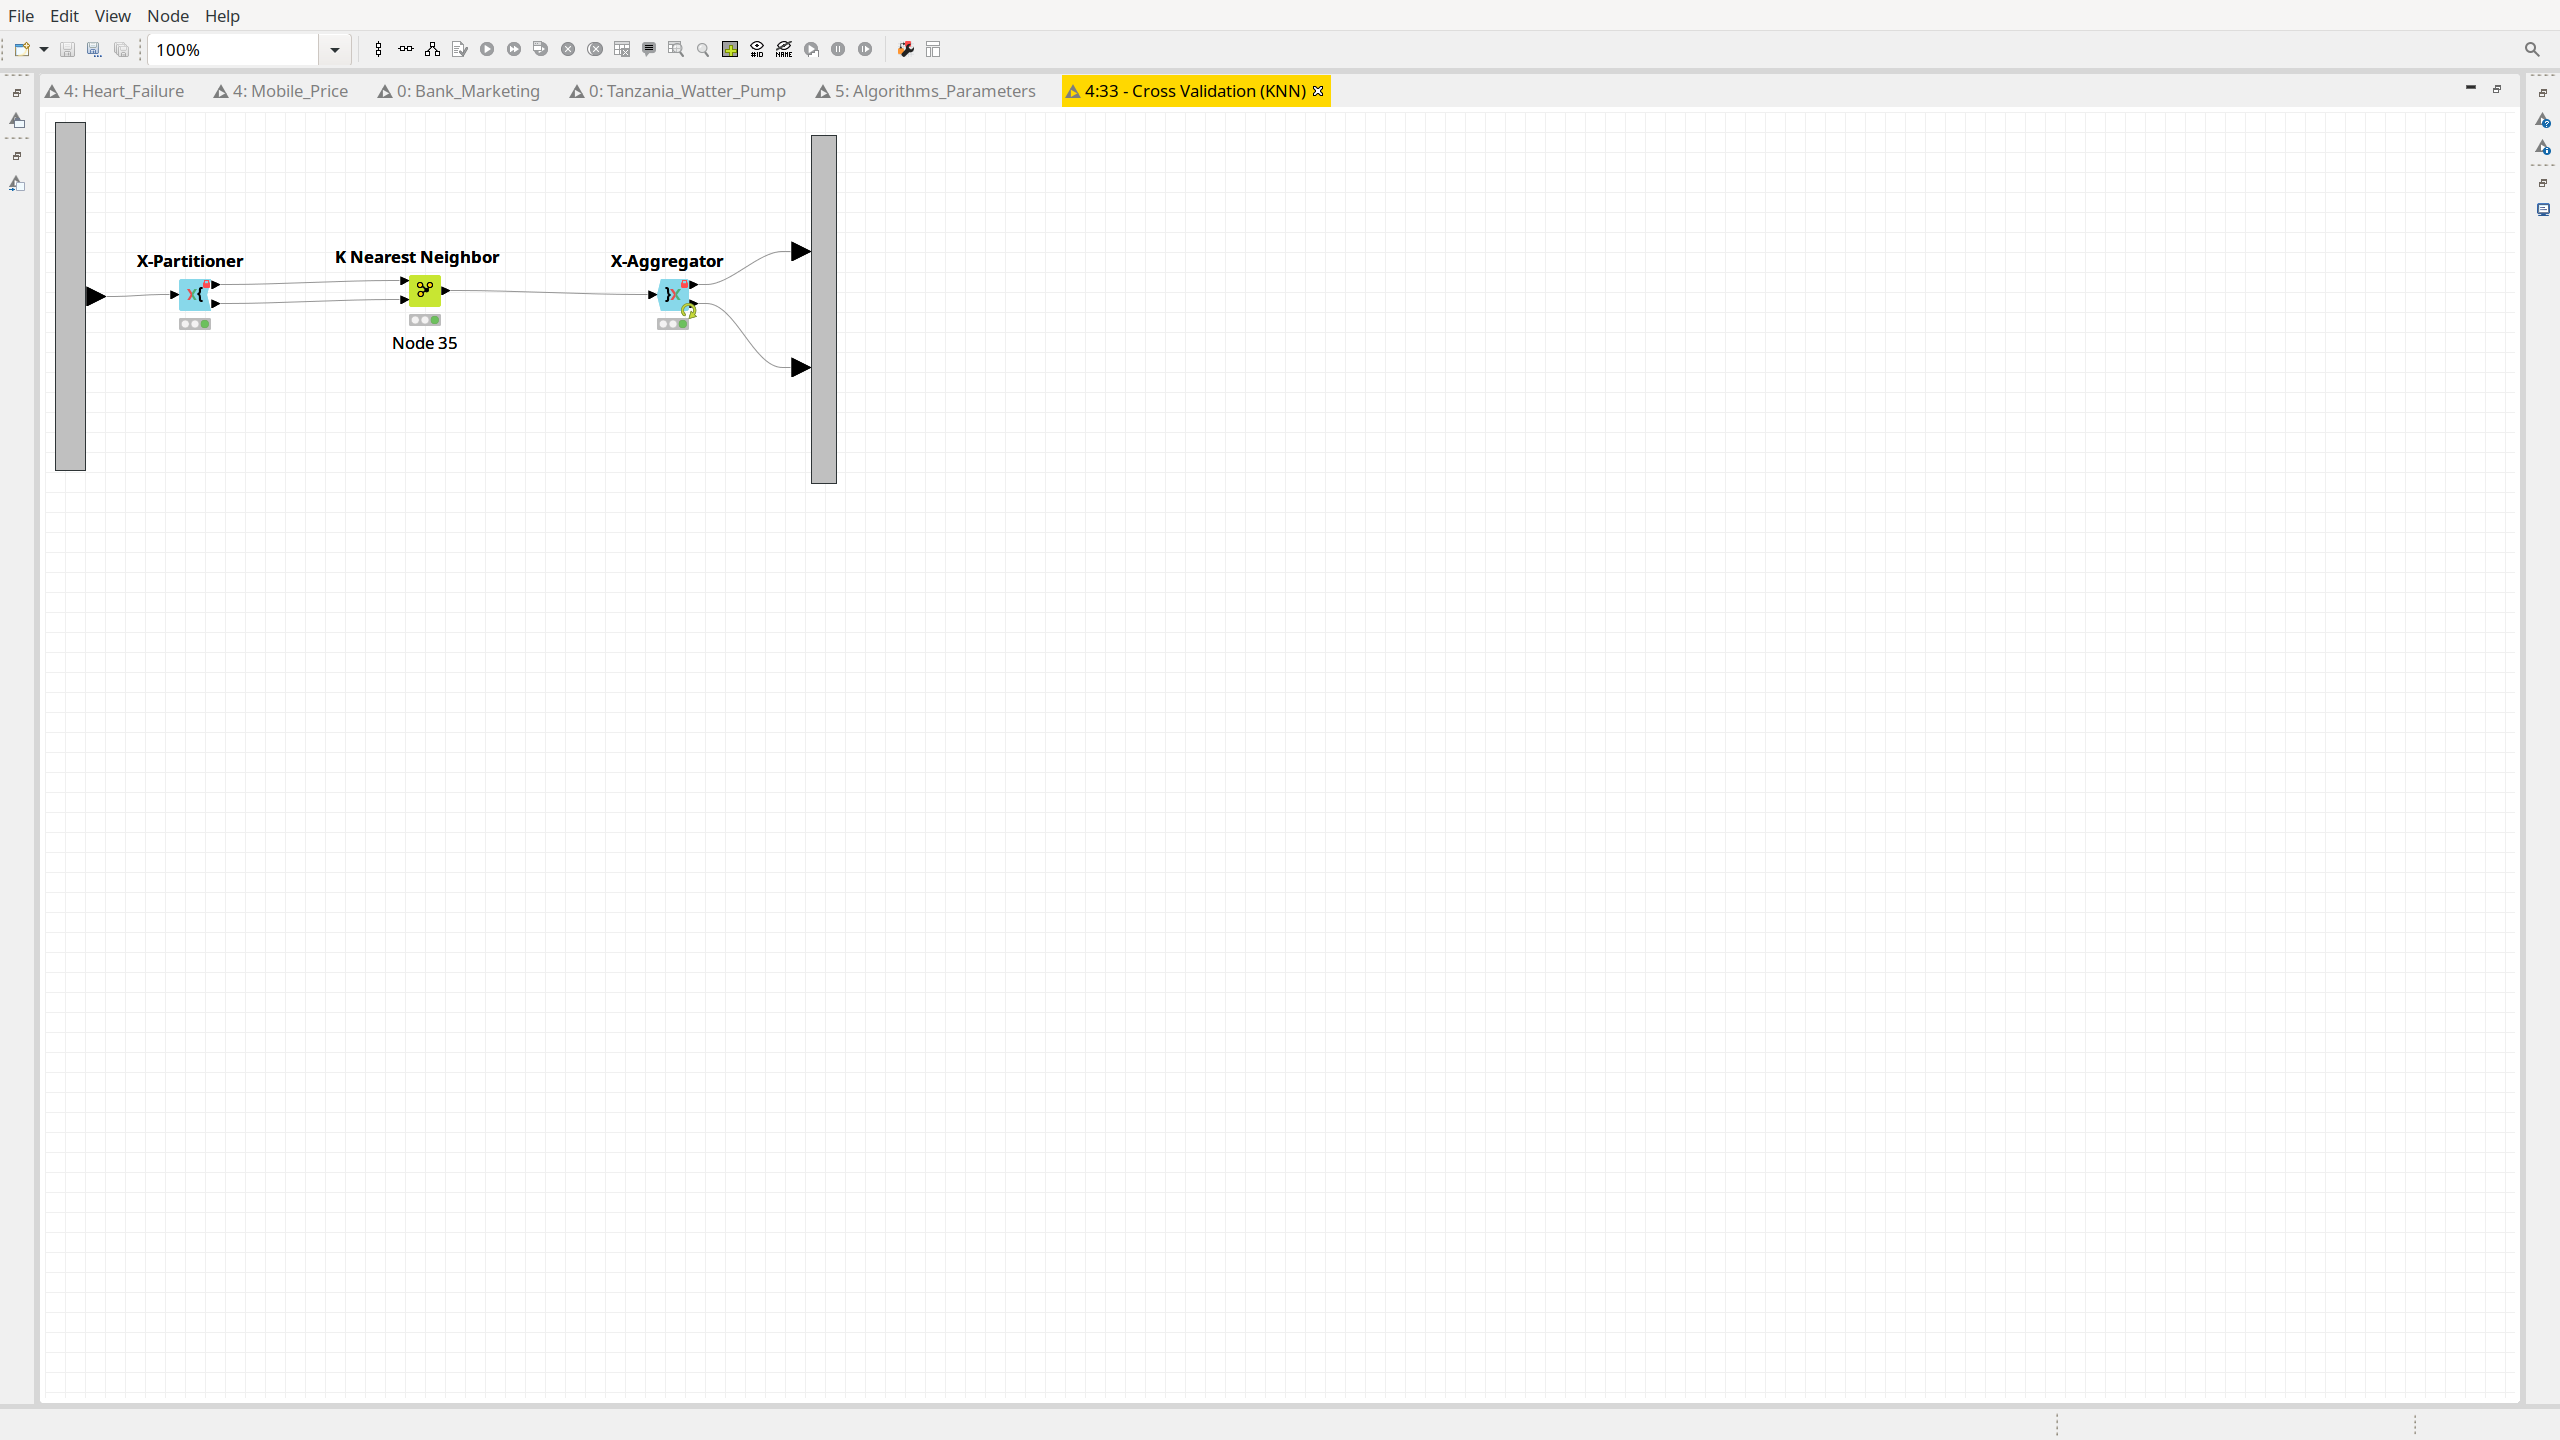 File Edit View Node Help
100%
4: Heart_Failure 4: Mobile_Price 0: Bank_Marketing 0: Tanzania_Watter_Pump 5: Algorithms_Parameters 4:33 - Cross Validation (KNN)
X-Partitioner K Nearest Neighbor X-Aggregator
Node 35